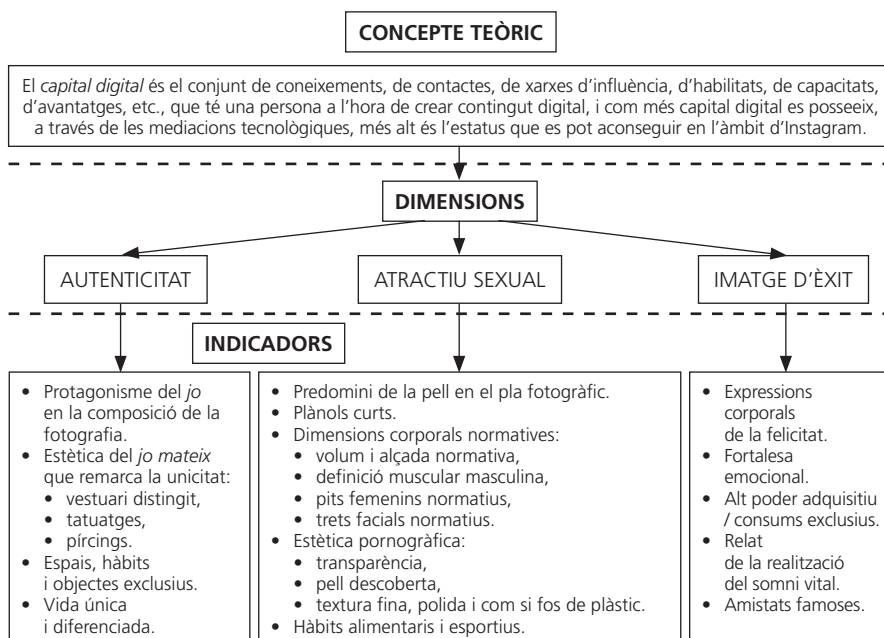 CONCEPTE TEÒRIC
El capital digital és el conjunt de coneixements, de contactes, de xarxes d’influència, d’habilitats, de capacitats,
d’avantatges, etc., que té una persona a l’hora de crear contingut digital, i com més capital digital es posseeix,
a través de les mediacions tecnològiques, més alt és l’estatus que es pot aconseguir en l’àmbit d’Instagram.
DIMENSIONS
AUTENTICITAT
ATRACTIU SEXUAL
IMATGE D’ÈXIT
INDICADORS
• Protagonisme del jo
en la composició de la
fotografia.
• Estètica del jo mateix
que remarca la unicitat:
• vestuari distingit,
• tatuatges,
• pírcings.
• Espais, hàbits
i objectes exclusius.
• Vida única
i diferenciada.
• Predomini de la pell en el pla fotogràfic.
• Plànols curts.
• Dimensions corporals normatives:
• volum i alçada normativa,
• definició muscular masculina,
• pits femenins normatius,
• trets facials normatius.
• Estètica pornogràfica:
• transparència,
• pell descoberta,
• textura fina, polida i com si fos de plàstic.
• Hàbits alimentaris i esportius.
• Expressions
corporals
de la felicitat.
• Fortalesa
emocional.
• Alt poder adquisitiu
/ consums exclusius.
• Relat
de la realització
del somni vital.
• Amistats famoses.